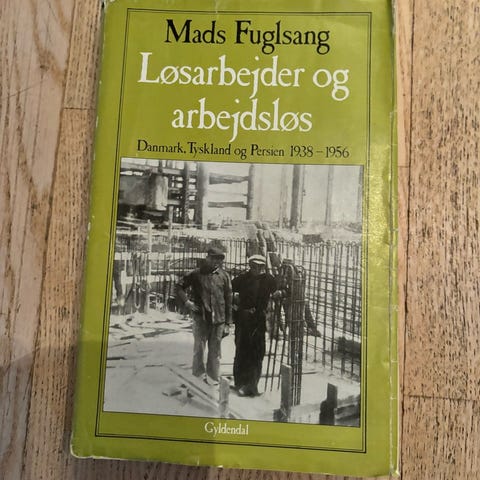 Mads Fuglsang
Løsarbejder og
arbejdsløs
Danmark, Tyskland og Persien 1938–1956
Gyldendal